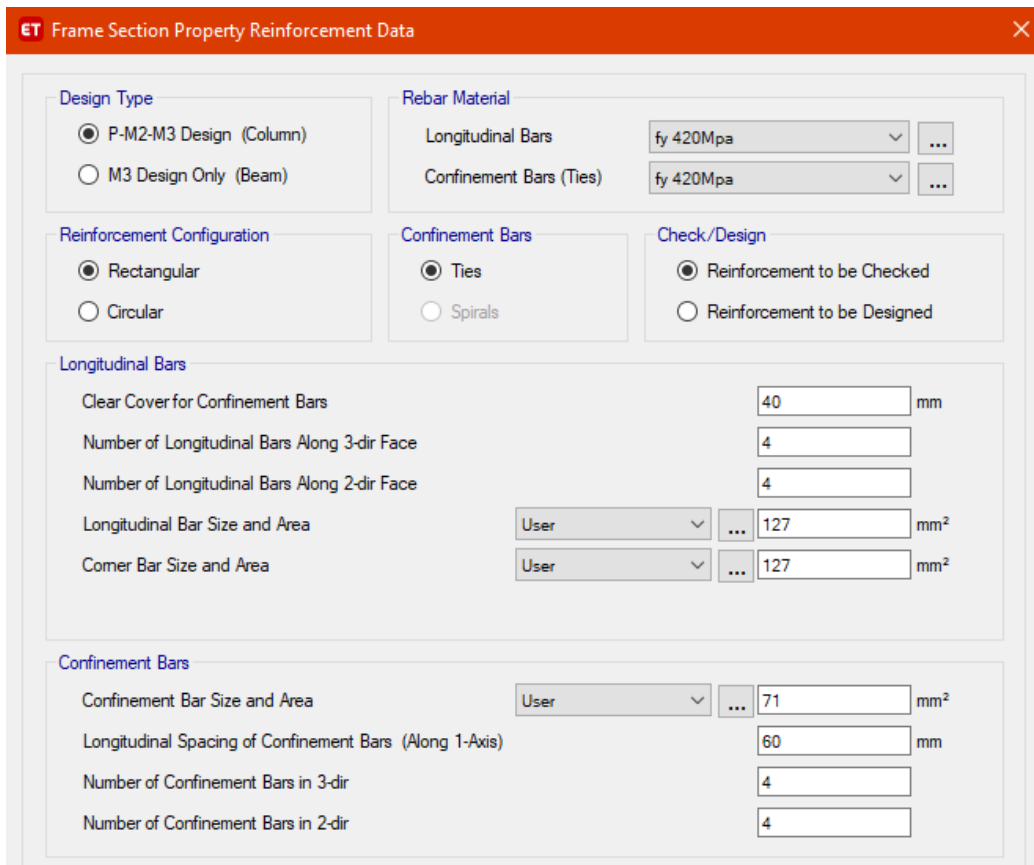 ET Frame Section Property Reinforcement Data
Design Type
P-M2-M3 Design (Column)
M3 Design Only (Beam)
Rebar Material
Longitudinal Bars fy 420Mpa ...
Confinement Bars (Ties) fy 420Mpa ...
Reinforcement Configuration
Rectangular
Circular
Confinement Bars
Ties
Spirals
Check/Design
Reinforcement to be Checked
Reinforcement to be Designed
Longitudinal Bars
Clear Cover for Confinement Bars 40 mm
Number of Longitudinal Bars Along 3-dir Face 4
Number of Longitudinal Bars Along 2-dir Face 4
Longitudinal Bar Size and Area User ... 127 mm²
Corner Bar Size and Area User ... 127 mm²
Confinement Bars
Confinement Bar Size and Area User ... 71 mm²
Longitudinal Spacing of Confinement Bars (Along 1-Axis) 60 mm
Number of Confinement Bars in 3-dir 4
Number of Confinement Bars in 2-dir 4